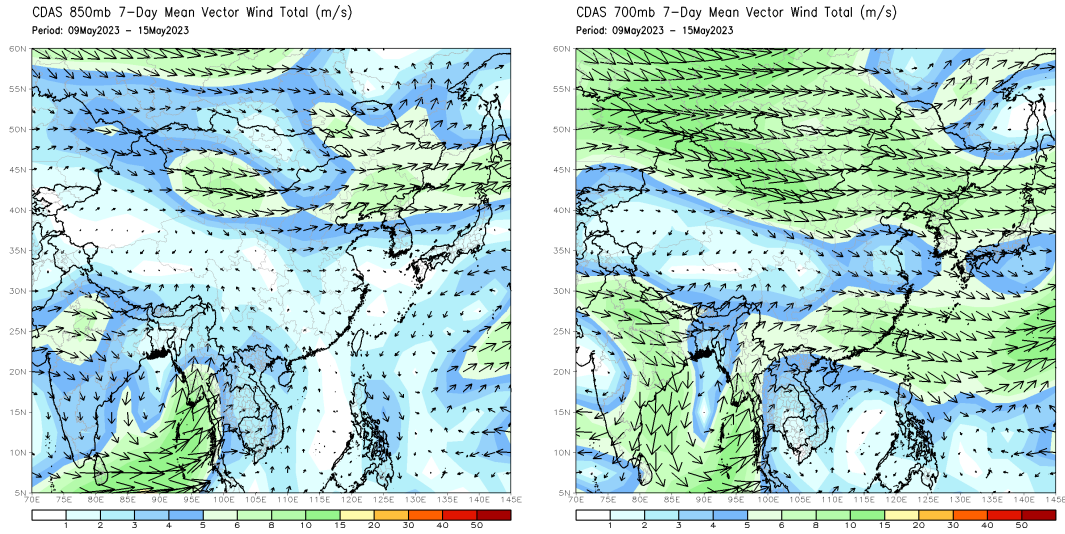 CDAS 850mb 7-Day Mean Vector Wind Total (m/s)
Period: 09May2023 - 15May2023
60N
55N
50N
45N
40N
35N
30N
25N
20N
15N
10N
5N
70E 75E 80E 85E 90E 95E 100E 105E 110E 115E 120E 125E 130E 135E 140E 145E
1 2 3 4 5 6 8 10 15 20 30 40 50
CDAS 700mb 7-Day Mean Vector Wind Total (m/s)
Period: 09May2023 - 15May2023
60N
55N
50N
45N
40N
35N
30N
25N
20N
15N
10N
5N
70E 75E 80E 85E 90E 95E 100E 105E 110E 115E 120E 125E 130E 135E 140E 145E
1 2 3 4 5 6 8 10 15 20 30 40 50